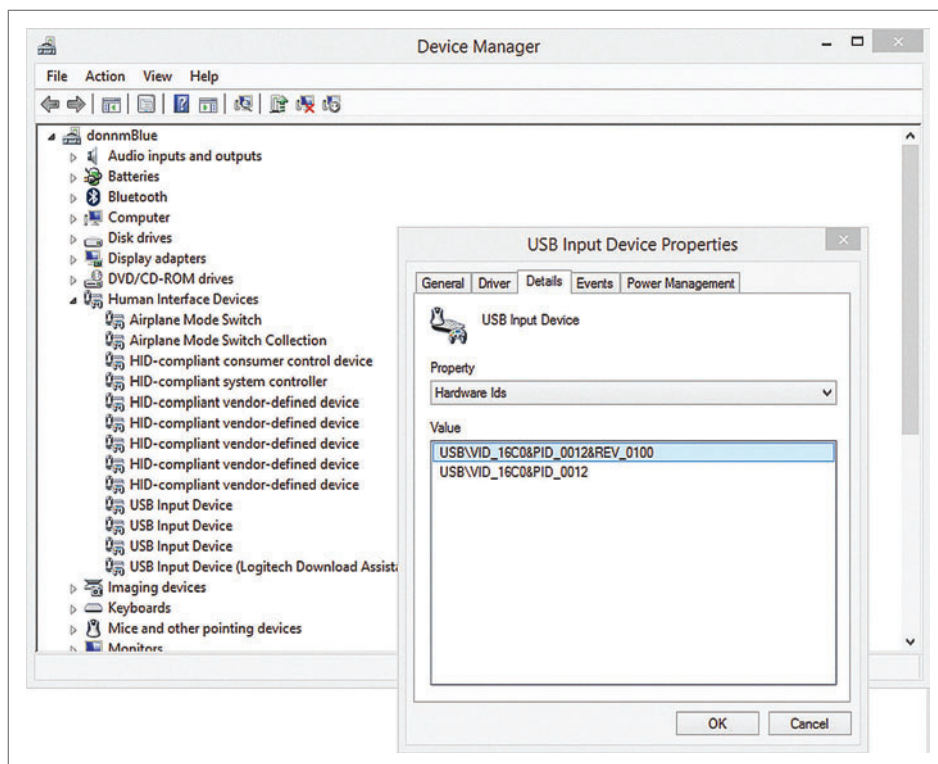 Device Manager
File Action View Help
donnmBlue
Audio inputs and outputs
Batteries
Bluetooth
Computer
Disk drives
Display adapters
DVD/CD-ROM drives
Human Interface Devices
Airplane Mode Switch
Airplane Mode Switch Collection
HID-compliant consumer control device
HID-compliant system controller
HID-compliant vendor-defined device
HID-compliant vendor-defined device
HID-compliant vendor-defined device
HID-compliant vendor-defined device
HID-compliant vendor-defined device
USB Input Device
USB Input Device
USB Input Device
USB Input Device (Logitech Download Assista
Imaging devices
Keyboards
Mice and other pointing devices
Monitors
USB Input Device Properties
General Driver Details Events Power Management
USB Input Device
Property
Hardware Ids
Value
USB\VID_16C0&PID_0012&REV_0100
USB\VID_16C0&PID_0012
OK Cancel